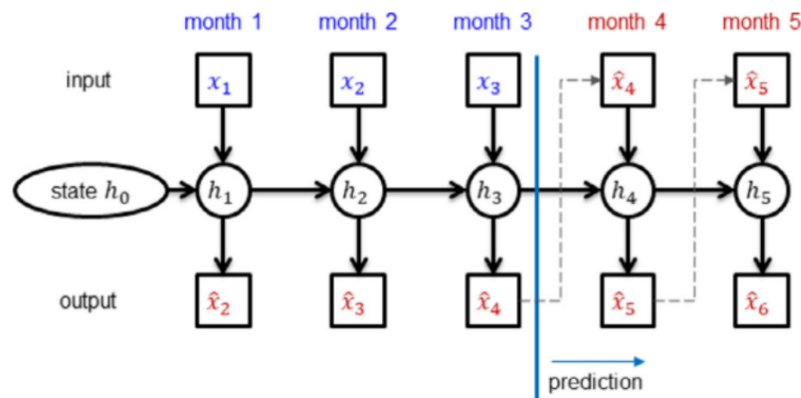 month 1 month 2 month 3 month 4 month 5
input x₁ x₂ x₃ x̂₄ x̂₅
state h₀ h₁ h₂ h₃ h₄ h₅
output x̂₂ x̂₃ x̂₄ x̂₅ x̂₆
prediction